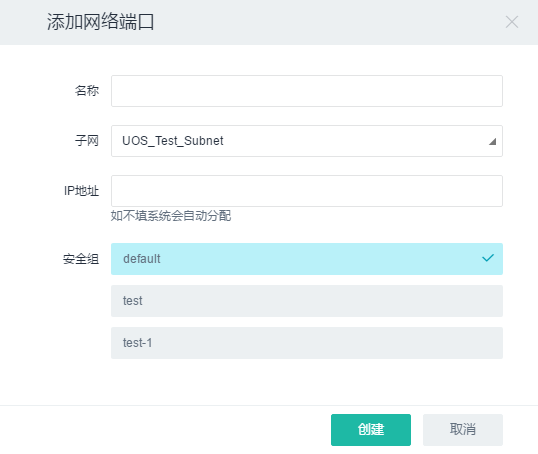 添加网络端口
名称
子网 UOS_Test_Subnet
IP地址
如不填系统会自动分配
安全组 default
test
test-1
创建 取消